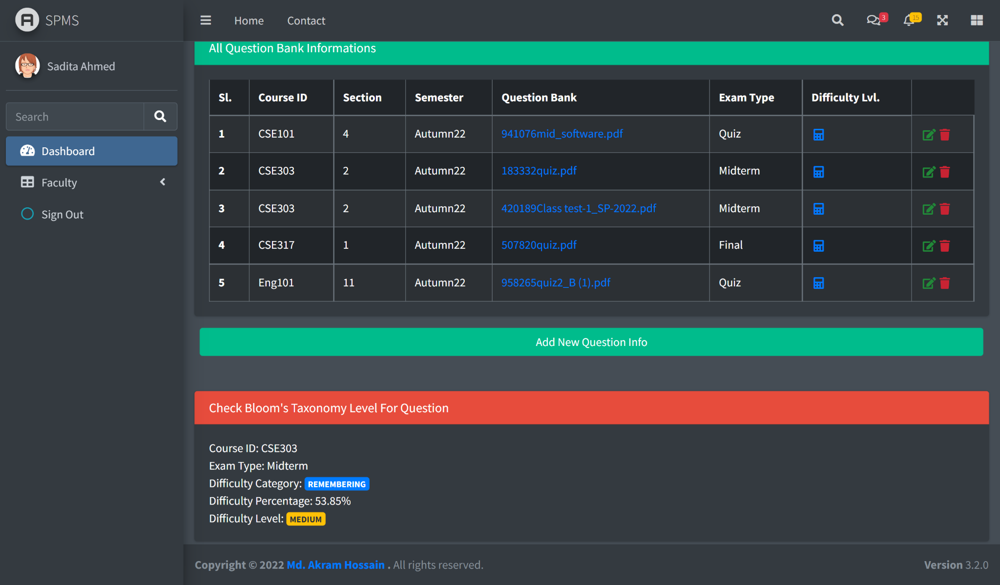 SPMS
Home
Contact
3
15
Sadita Ahmed
Search
Dashboard
Faculty
Sign Out
All Question Bank Informations
Sl. Course ID Section Semester Question Bank Exam Type Difficulty Lvl.
1 CSE101 4 Autumn22 941076mid_software.pdf Quiz
2 CSE303 2 Autumn22 183332quiz.pdf Midterm
3 CSE303 2 Autumn22 420189Class test-1_SP-2022.pdf Midterm
4 CSE317 1 Autumn22 507820quiz.pdf Final
5 Eng101 11 Autumn22 958265quiz2_B (1).pdf Quiz
Add New Question Info
Check Bloom's Taxonomy Level For Question
Course ID: CSE303
Exam Type: Midterm
Difficulty Category: REMEMBERING
Difficulty Percentage: 53.85%
Difficulty Level: MEDIUM
Copyright © 2022 Md. Akram Hossain . All rights reserved.
Version 3.2.0